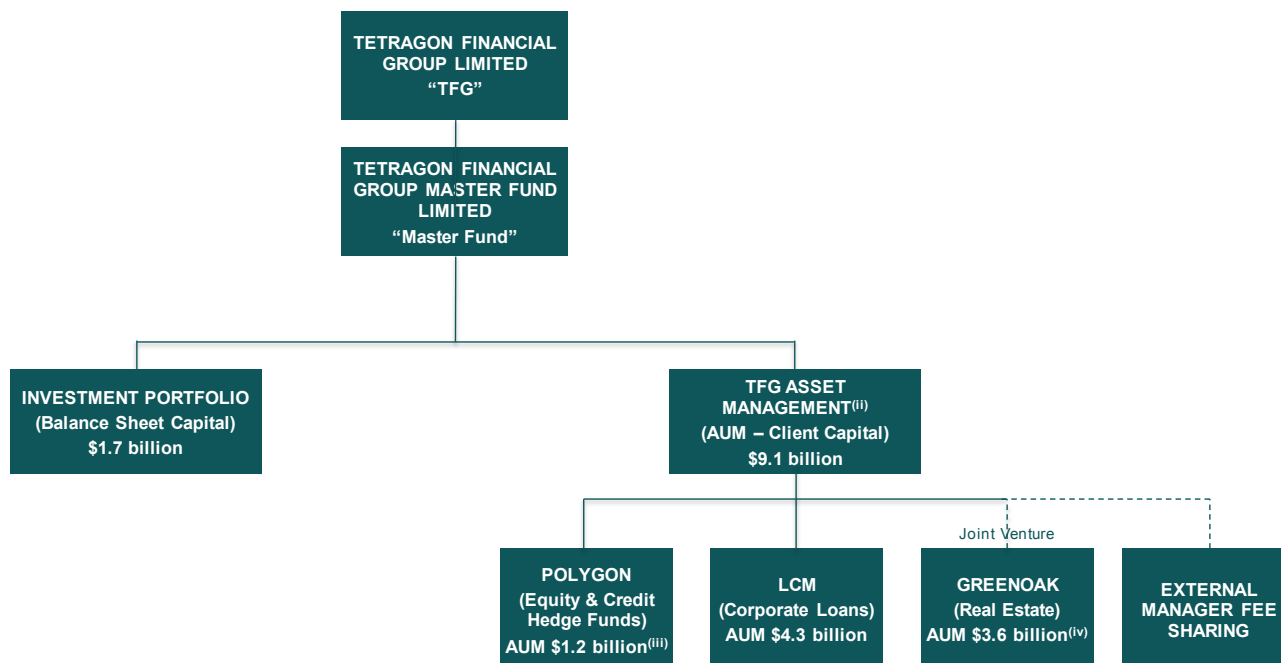 TETRAGON FINANCIAL
GROUP LIMITED
“TFG”
TETRAGON FINANCIAL
GROUP MASTER FUND
LIMITED
“Master Fund”
INVESTMENT PORTFOLIO
(Balance Sheet Capital)
$1.7 billion
TFG ASSET
MANAGEMENT(ii)
(AUM – Client Capital)
$9.1 billion
Joint Venture
POLYGON
(Equity & Credit
Hedge Funds)
AUM $1.2 billion(iii)
LCM
(Corporate Loans)
AUM $4.3 billion
GREENOAK
(Real Estate)
AUM $3.6 billion(iv)
EXTERNAL
MANAGER FEE
SHARING